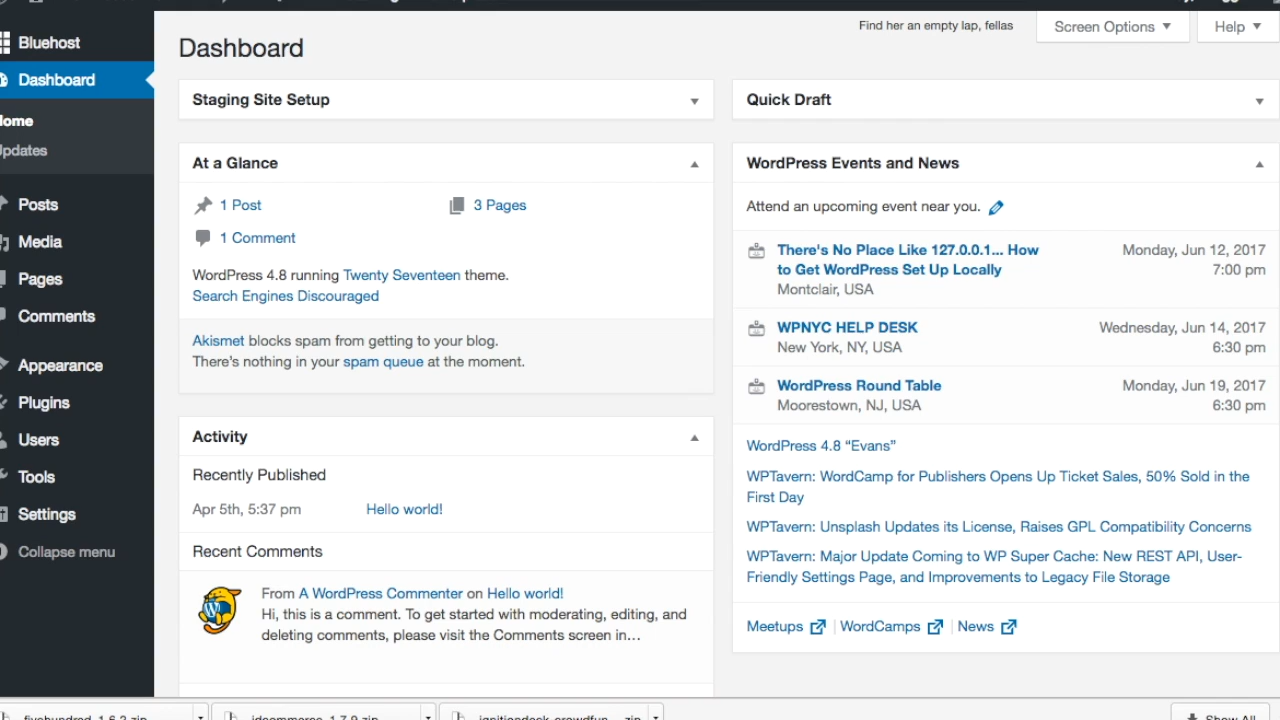 Bluehost
Dashboard
Home
Updates
Posts
Media
Pages
Comments
Appearance
Plugins
Users
Tools
Settings
Collapse menu
Find her an empty lap, fellas
Screen Options
Help
Dashboard
Staging Site Setup
At a Glance
1 Post
3 Pages
1 Comment
WordPress 4.8 running Twenty Seventeen theme.
Search Engines Discouraged
Akismet blocks spam from getting to your blog.
There's nothing in your spam queue at the moment.
Activity
Recently Published
Apr 5th, 5:37 pm Hello world!
Recent Comments
From A WordPress Commenter on Hello world!
Hi, this is a comment. To get started with moderating, editing, and
deleting comments, please visit the Comments screen in…
Quick Draft
WordPress Events and News
Attend an upcoming event near you.
There's No Place Like 127.0.0.1... How
to Get WordPress Set Up Locally
Montclair, USA
Monday, Jun 12, 2017
7:00 pm
WPNYC HELP DESK
New York, NY, USA
Wednesday, Jun 14, 2017
6:30 pm
WordPress Round Table
Moorestown, NJ, USA
Monday, Jun 19, 2017
6:30 pm
WordPress 4.8 “Evans”
WPTavern: WordCamp for Publishers Opens Up Ticket Sales, 50% Sold in the
First Day
WPTavern: Unsplash Updates its License, Raises GPL Compatibility Concerns
WPTavern: Major Update Coming to WP Super Cache: New REST API, User-
Friendly Settings Page, and Improvements to Legacy File Storage
Meetups | WordCamps | News
Show All